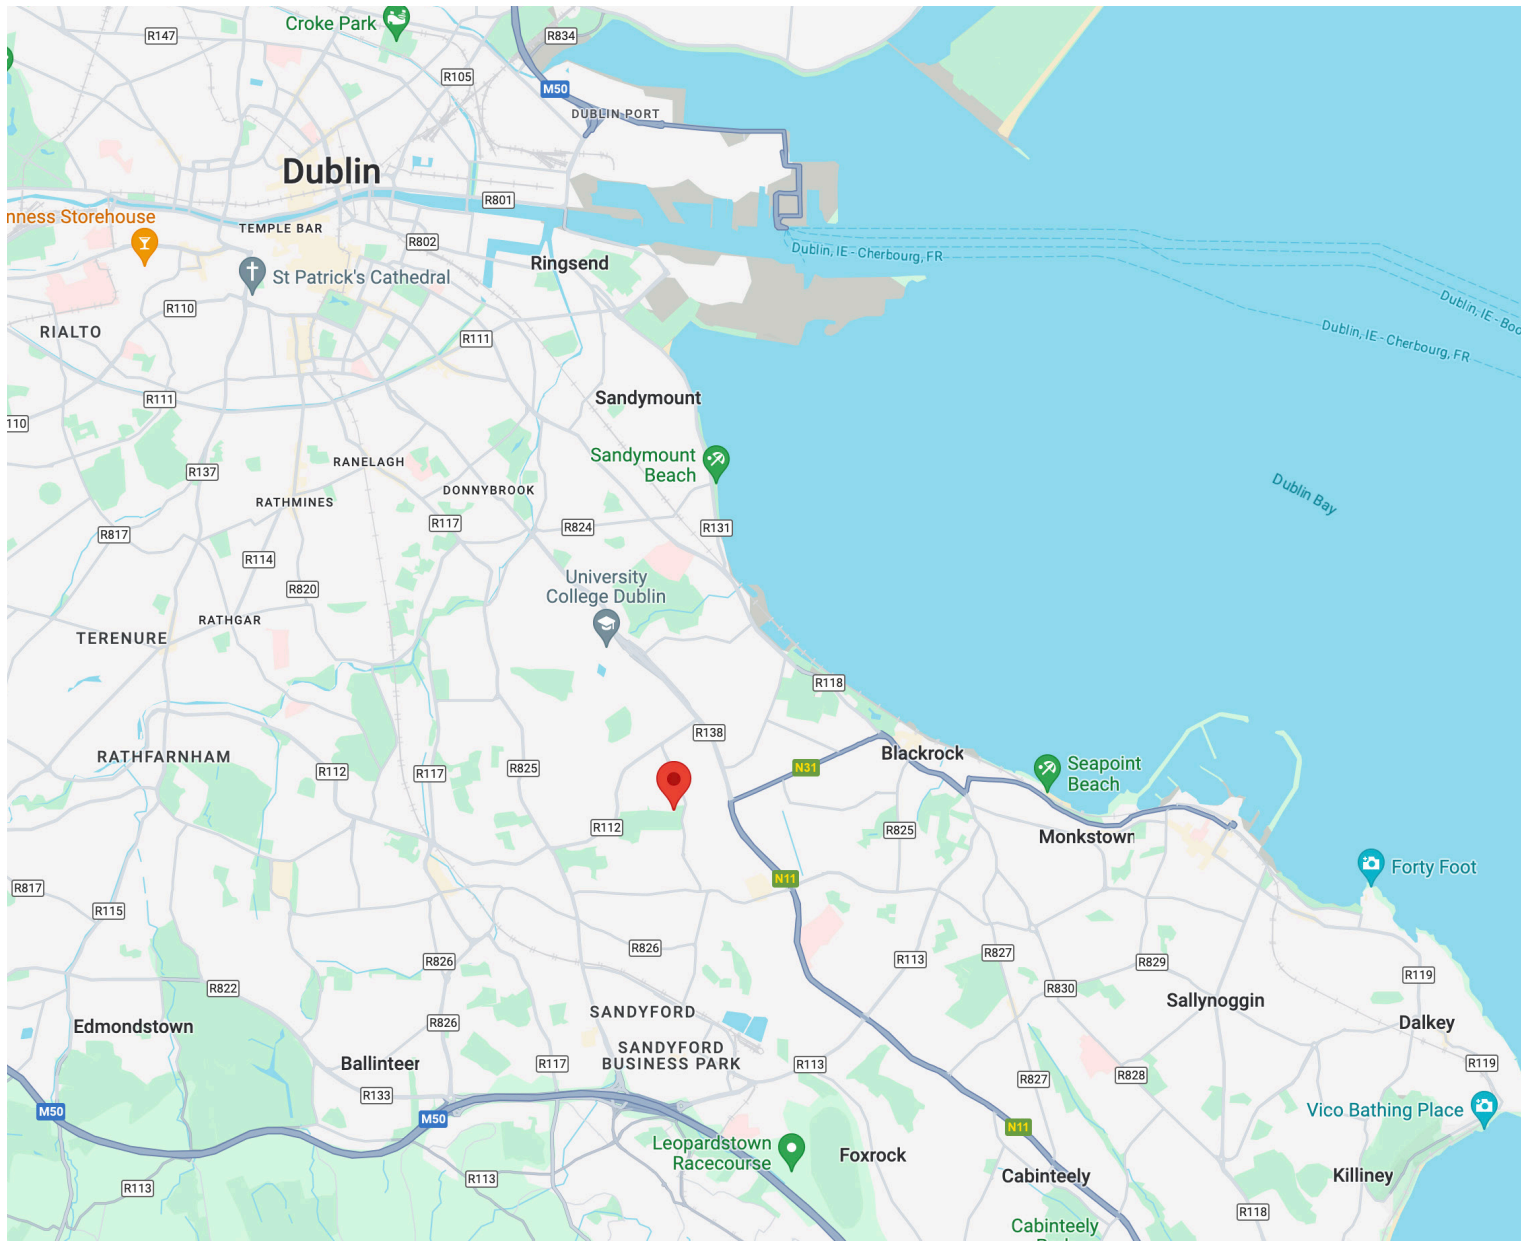 Croke Park
R147
R834
R105
M50
DUBLIN PORT
Dublin
R801
nness Storehouse
TEMPLE BAR
R802
Dublin, IE - Cherbourg, FR
Ringsend
St Patrick's Cathedral
R110
Dublin, IE - Boo
RIALTO
R111
Dublin, IE - Cherbourg, FR
R111
Sandymount
110
Sandymount
Beach
RANELAGH
R137
DONNYBROOK
Dublin Bay
RATHMINES
R117
R824
R131
R817
R114
University
College Dublin
R820
RATHGAR
TERENURE
R118
R138
Blackrock
RATHFARNHAM
R112
R117
R825
N31
Seapoint
Beach
R112
R825
Monkstown
Forty Foot
N11
R817
R115
R826
R826
R113
R827
R829
R119
R822
R830
Sallynoggin
SANDYFORD
Edmondstown
R826
Dalkey
SANDYFORD
BUSINESS PARK
Ballinteer
R117
R113
R119
R827
R828
R133
M50
M50
Vico Bathing Place
N11
Leopardstown
Racecourse
Foxrock
Cabinteely
Killiney
R113
R113
R118
Cabinteely